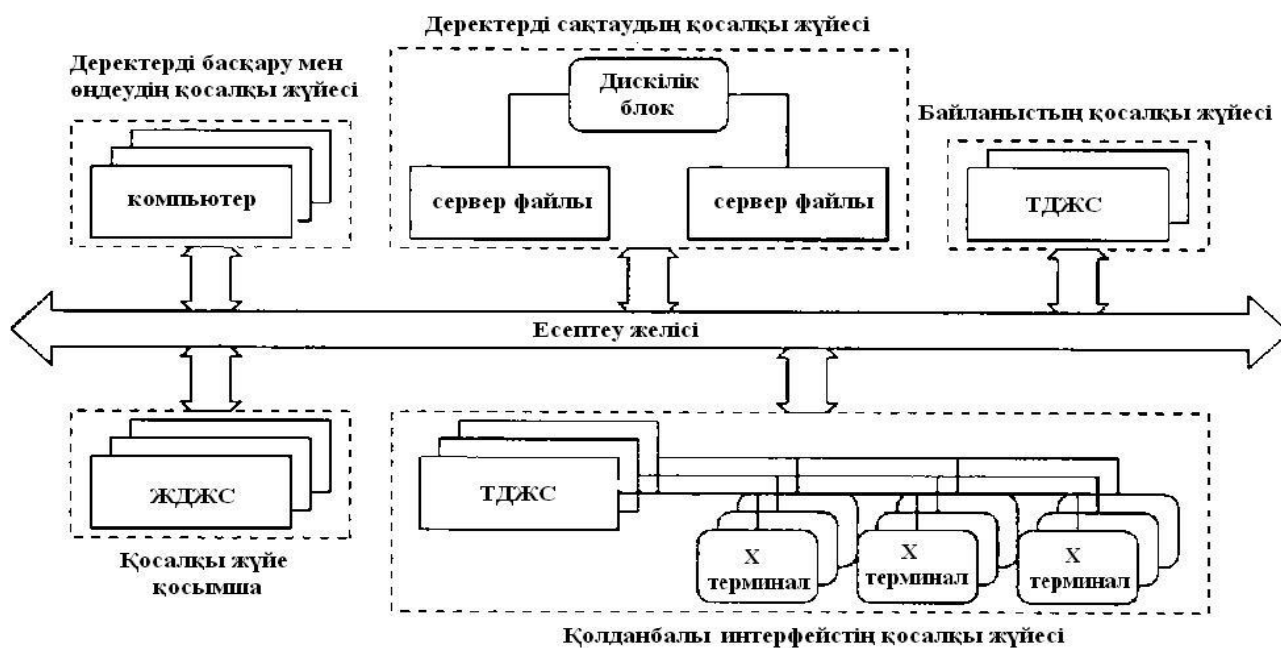 Деректерді сақтаудың қосалқы жүйесі
Деректерді басқару мен
өңдеудің қосалқы жүйесі
Дискілік
блок
Байланыстың қосалқы жүйесі
компьютер
сервер файлы
сервер файлы
ТДЖС
Есептеу желісі
ЖДЖС
ТДЖС
X
терминал
X
терминал
X
терминал
Қосалқы жүйе
қосымша
Қолданбалы интерфейстің қосалқы жүйесі